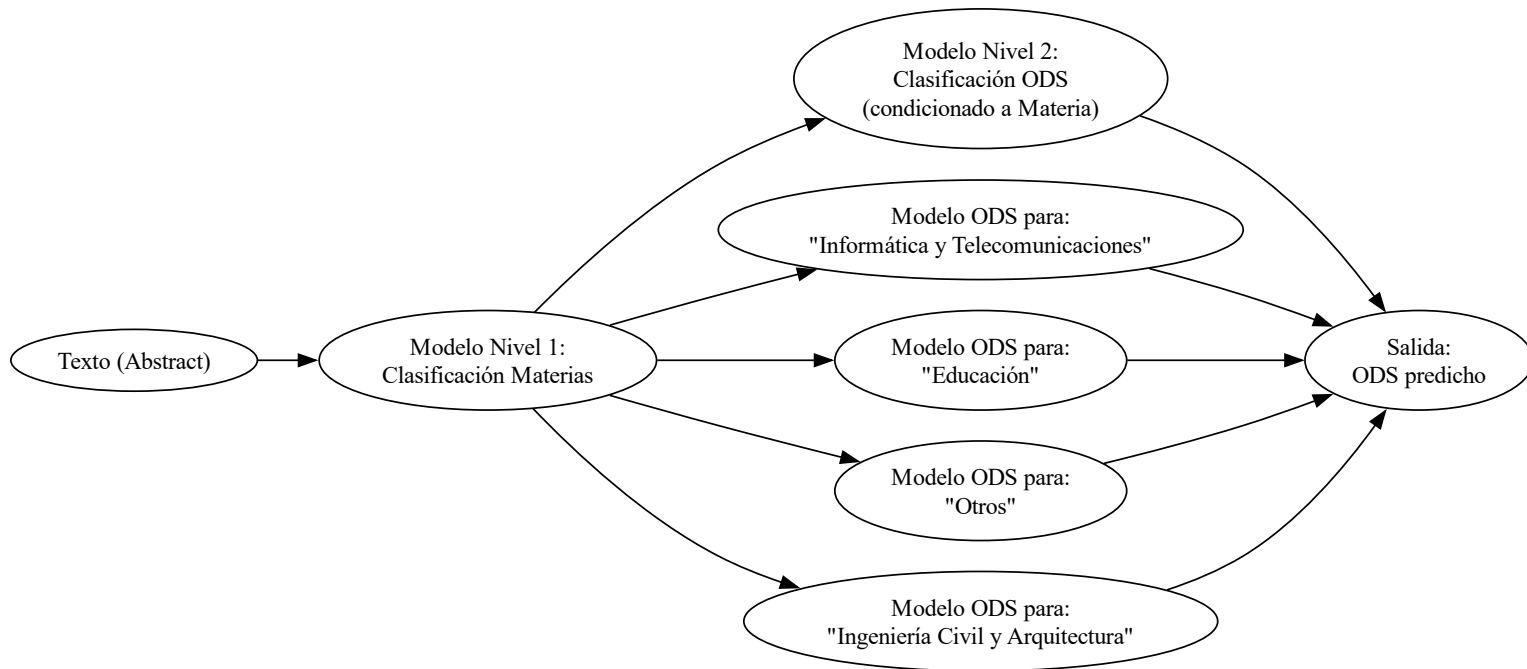 Texto (Abstract)
Modelo Nivel 1:
Clasificación Materias
Modelo Nivel 2:
Clasificación ODS
(condicionado a Materia)
Modelo ODS para:
"Informática y Telecomunicaciones"
Modelo ODS para:
"Educación"
Modelo ODS para:
"Otros"
Modelo ODS para:
"Ingeniería Civil y Arquitectura"
Salida:
ODS predicho